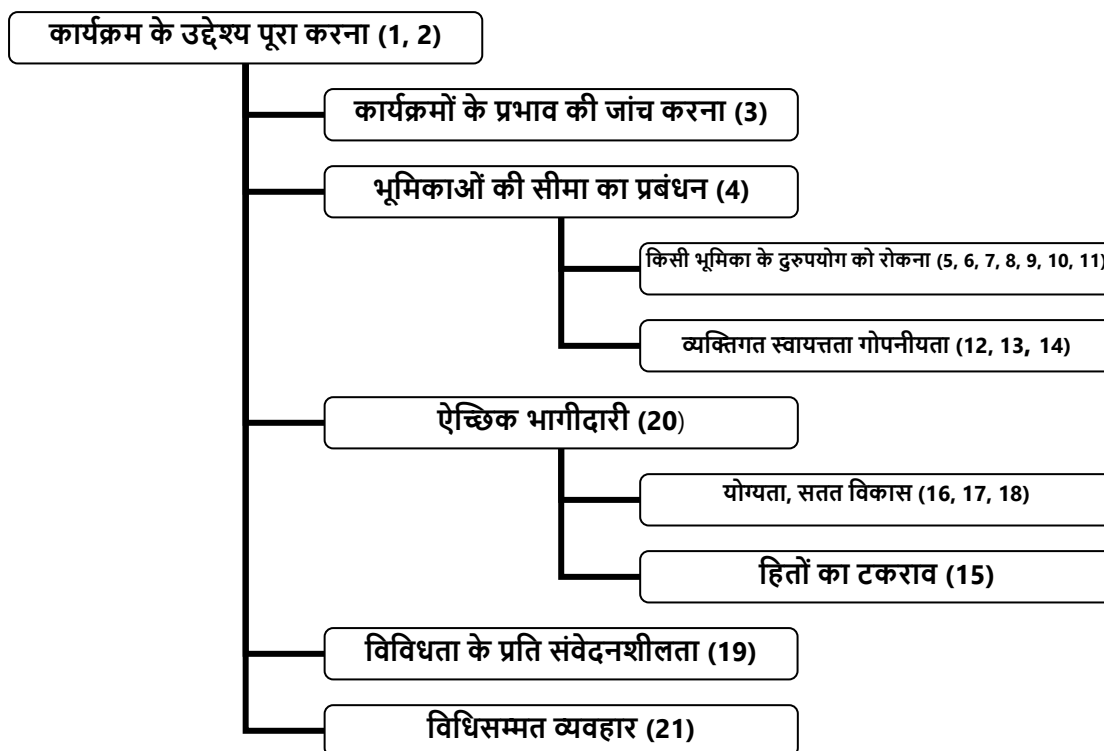 कार्यक्रम के उद्देश्य पूरा करना (1, 2)
कार्यक्रमों के प्रभाव की जांच करना (3)
भूमिकाओं की सीमा का प्रबंधन (4)
किसी भूमिका के दुरुपयोग को रोकना (5, 6, 7, 8, 9, 10, 11)
व्यक्तिगत स्वायत्तता गोपनीयता (12, 13, 14)
ऐच्छिक भागीदारी (20)
योग्यता, सतत विकास (16, 17, 18)
हितों का टकराव (15)
विविधता के प्रति संवेदनशीलता (19)
विधिसम्मत व्यवहार (21)